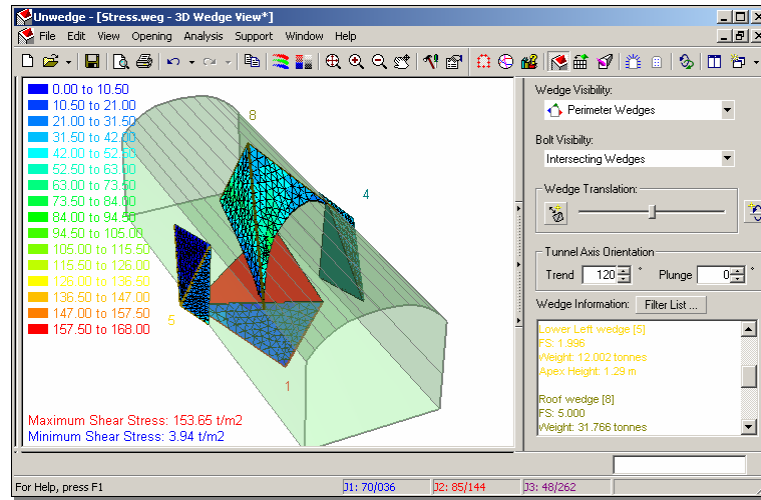 Unwedge - [Stress.weg - 3D Wedge View*]
File Edit View Opening Analysis Support Window Help
0.00 to 10.50
10.50 to 21.00
21.00 to 31.50
31.50 to 42.00
42.00 to 52.50
52.50 to 63.00
63.00 to 73.50
73.50 to 84.00
84.00 to 94.50
94.50 to 105.00
105.00 to 115.50
115.50 to 126.00
126.00 to 136.50
136.50 to 147.00
147.00 to 157.50
157.50 to 168.00
8
4
5
1
Maximum Shear Stress: 153.65 t/m2
Minimum Shear Stress: 3.94 t/m2
Wedge Visibility:
Perimeter Wedges
Bolt Visibilty:
Intersecting Wedges
Wedge Translation:
Tunnel Axis Orientation
Trend 120 ° Plunge 0 °
Wedge Information: Filter List ...
Lower Left wedge [5]
FS: 1.996
Weight: 12.002 tonnes
Apex Height: 1.29 m
Roof wedge [8]
FS: 5.000
Weight: 31.766 tonnes
For Help, press F1
J1: 70/036
J2: 85/144
J3: 48/262